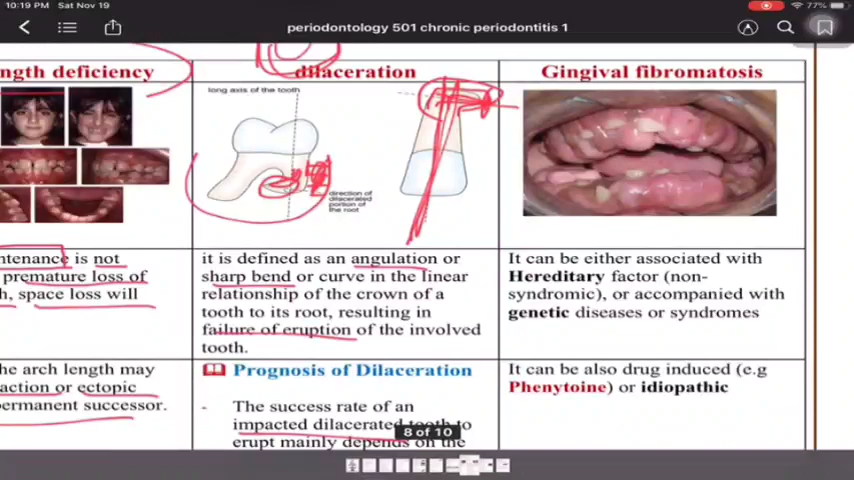 10:19 PM Sat Nov 19
77%
periodontology 501 chronic periodontitis 1
ngth deficiency
dilaceration
Gingival fibromatosis
long axis of the tooth
direction of
dilacerated
portion of
the root
ntenance is not
premature loss of
h, space loss will
it is defined as an angulation or
sharp bend or curve in the linear
relationship of the crown of a
tooth to its root, resulting in
failure of eruption of the involved
tooth.
It can be either associated with
Hereditary factor (non-
syndromic), or accompanied with
genetic diseases or syndromes
he arch length may
action or ectopic
permanent successor.
Prognosis of Dilaceration
- The success rate of an
impacted dilacerated tooth to
erupt mainly depends on the
It can be also drug induced (e.g
Phenytoine) or idiopathic
8 of 10